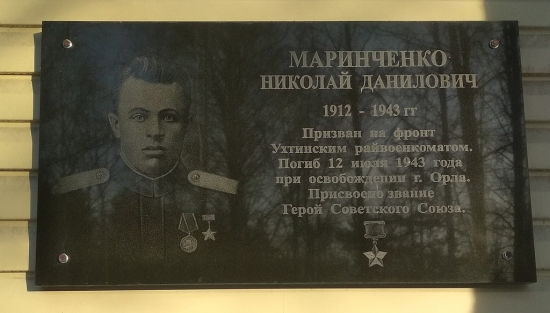 МАРИНЧЕНКО
НИКОЛАЙ ДАНИЛОВИЧ
1912 - 1943 гг
Призван на фронт
Ухтинским райвоенкоматом.
Погиб 12 июля 1943 года
при освобождении г. Орла.
Присвоено звание
Герой Советского Союза.